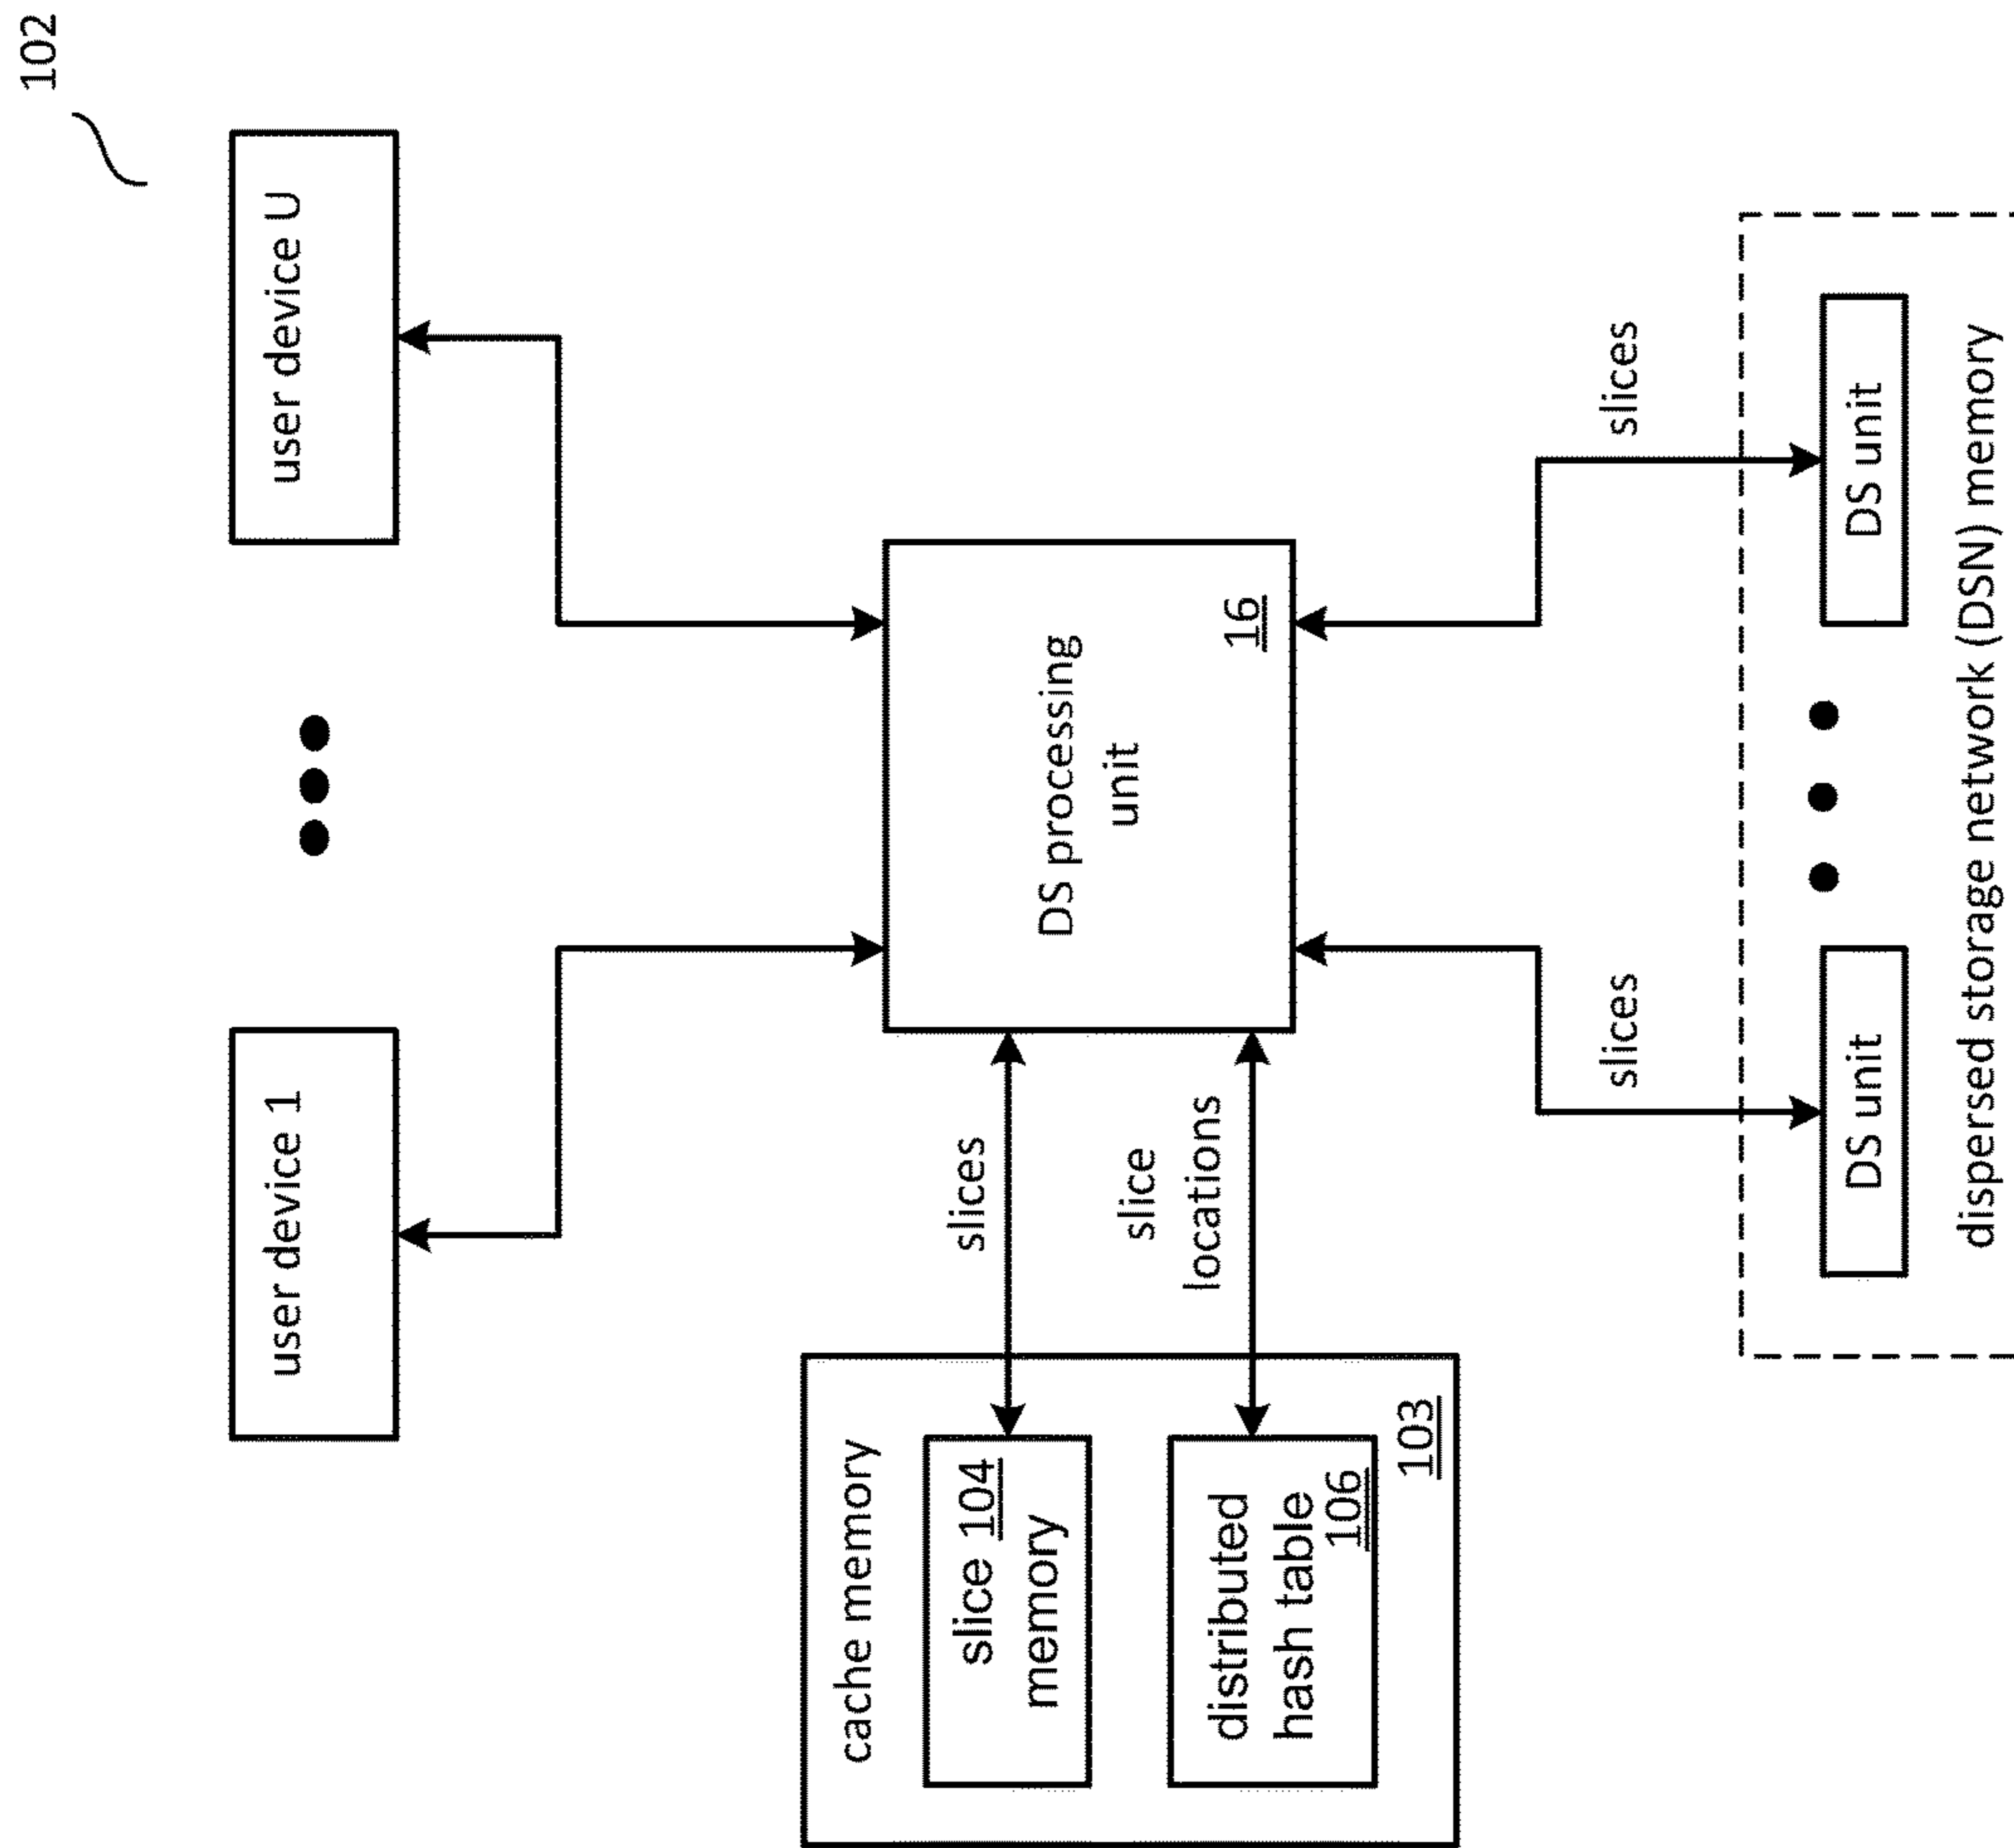 102
user device 1
user device U
cache memory
slice 104
memory
distributed
hash table
106
103
slices
slice
locations
DS processing
unit
16
slices
slices
DS unit
DS unit
dispersed storage network (DSN) memory